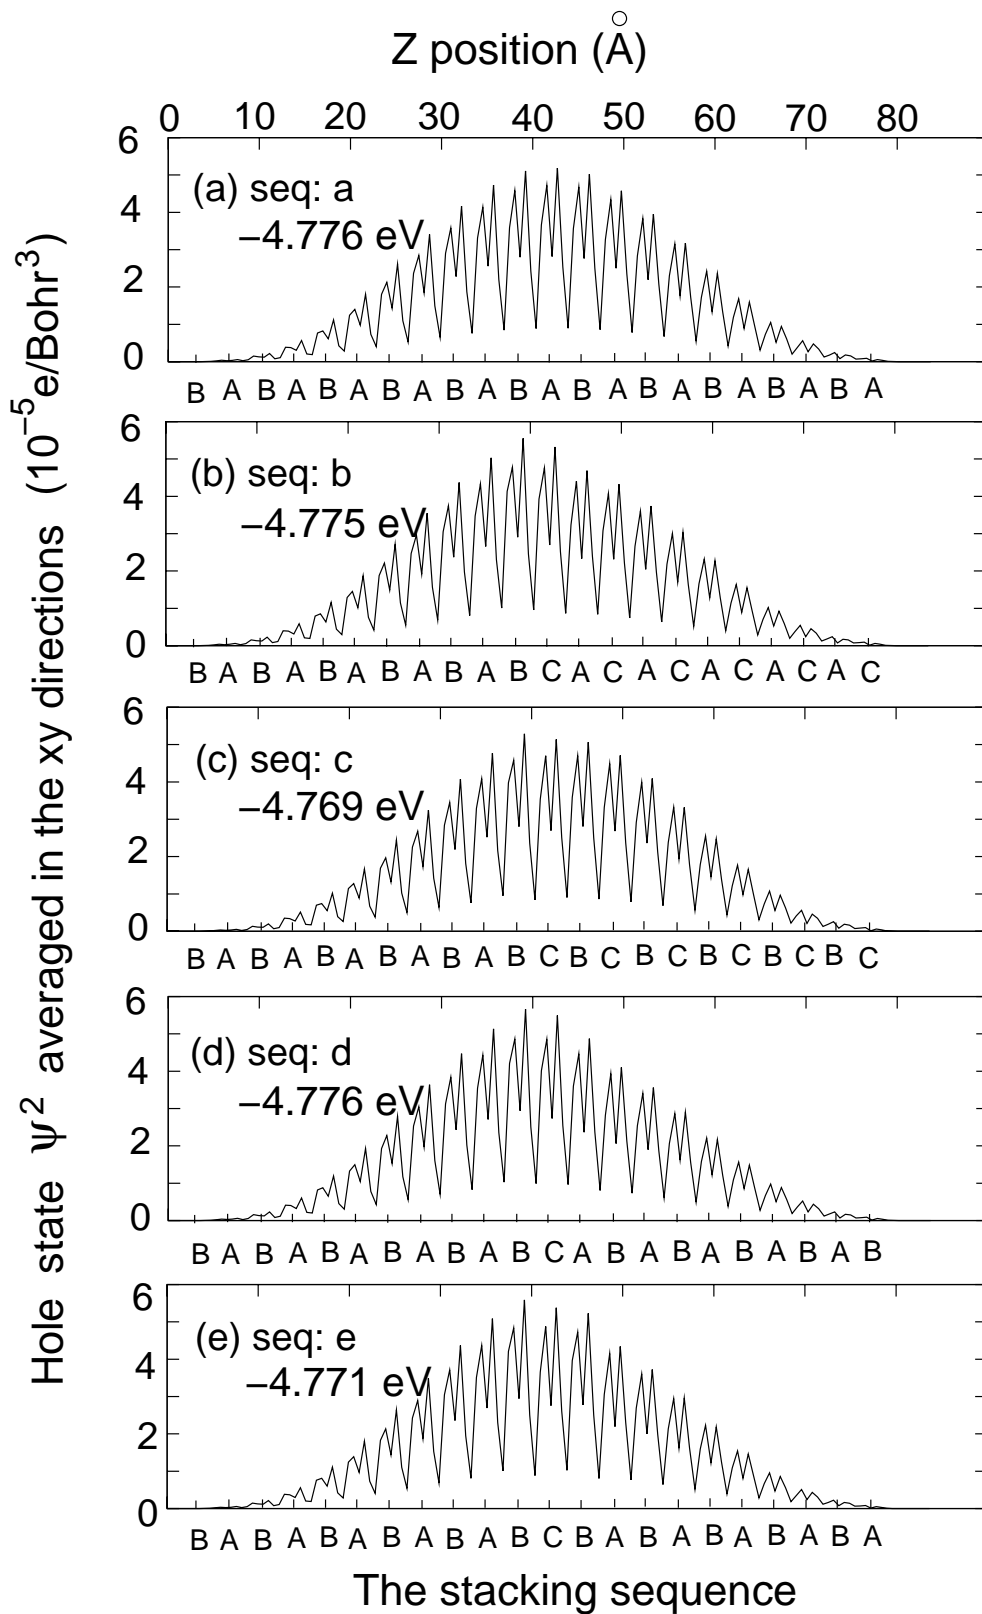 Z position (Å)
0 10 20 30 40 50 60 70 80
Hole state ψ² averaged in the xy directions (10⁻⁵e/Bohr³)
6
4
2
0
(a) seq: a
−4.776 eV
B A B A B A B A B A B A B A B A B A B A B A
6
4
2
0
(b) seq: b
−4.775 eV
B A B A B A B A B A B C A C A C A C A C A C
6
4
2
0
(c) seq: c
−4.769 eV
B A B A B A B A B A B C B C B C B C B C B C
6
4
2
0
(d) seq: d
−4.776 eV
B A B A B A B A B A B C A B A B A B A B A B
6
4
2
0
(e) seq: e
−4.771 eV
B A B A B A B A B A B C B A B A B A B A B A
The stacking sequence